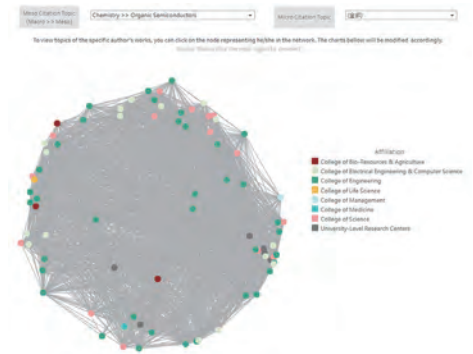 Meso Citation Topic
(Macro >> Meso)
Chemistry >> Organic Semiconductors
Micro Citation Topic
(全部)
To view topics of the specific author's works, you can click on the node representing he/she in the network. The charts below will be modified accordingly.
Affiliation
College of Bio-Resources & Agriculture
College of Electrical Engineering & Computer Science
College of Engineering
College of Life Science
College of Management
College of Medicine
College of Science
University-Level Research Centers